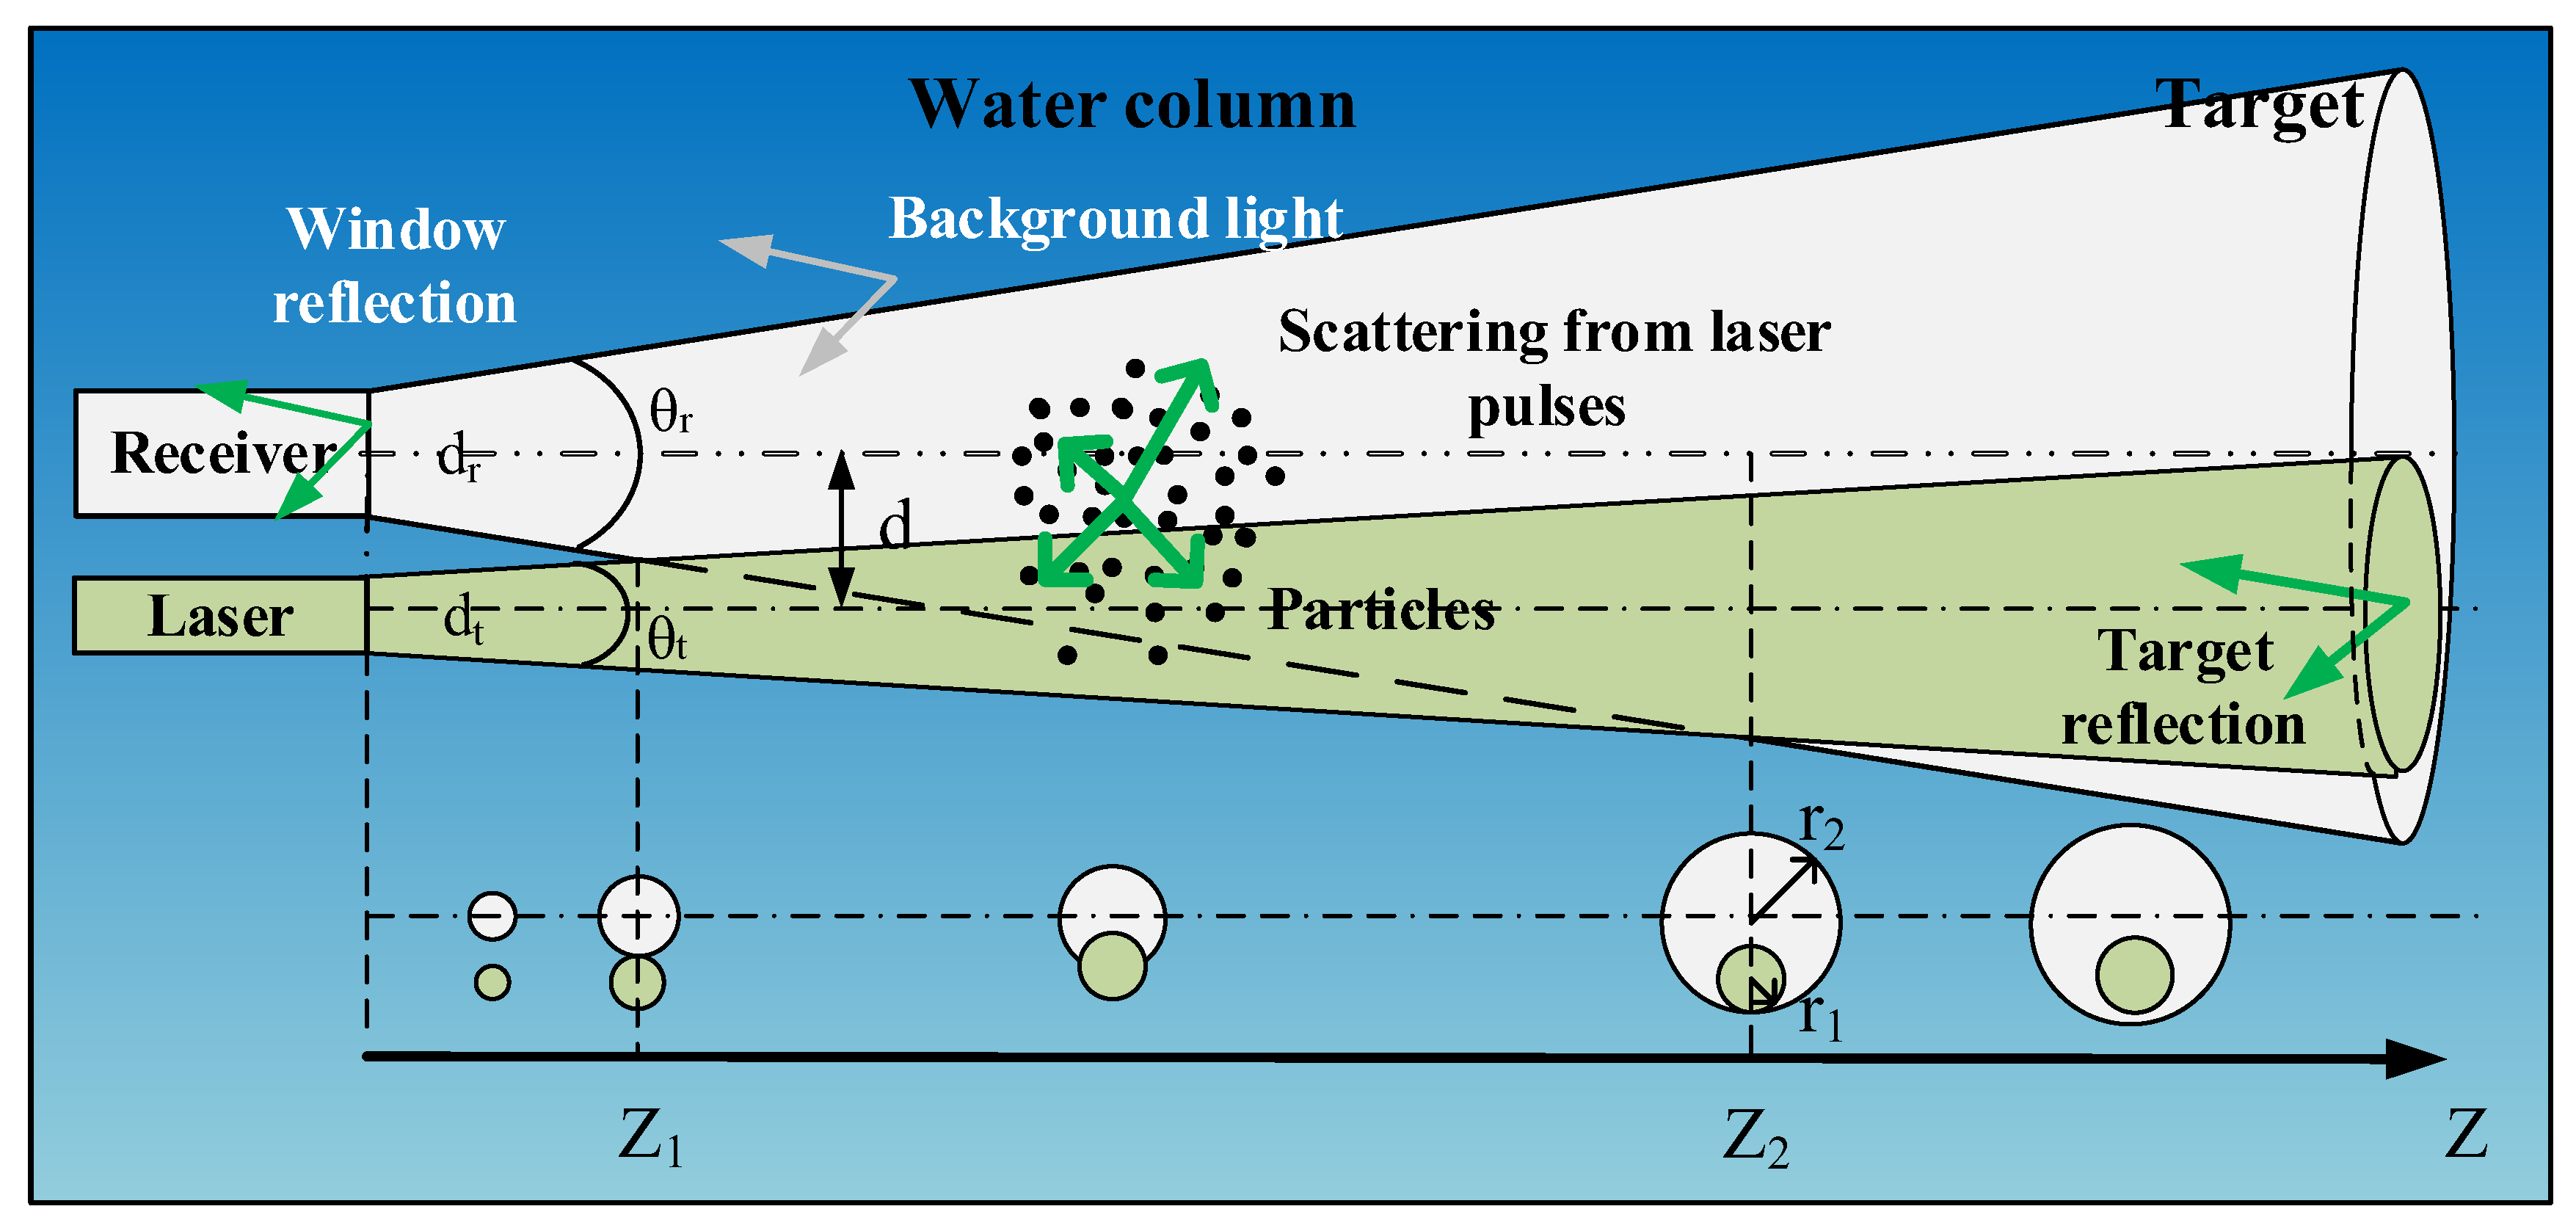 Water column
Target
Window
reflection
Background light
Scattering from laser
pulses
θr
Receiver
dr
d
Laser
dt
θt
Particles
Target
reflection
r2
r1
Z1
Z2
Z